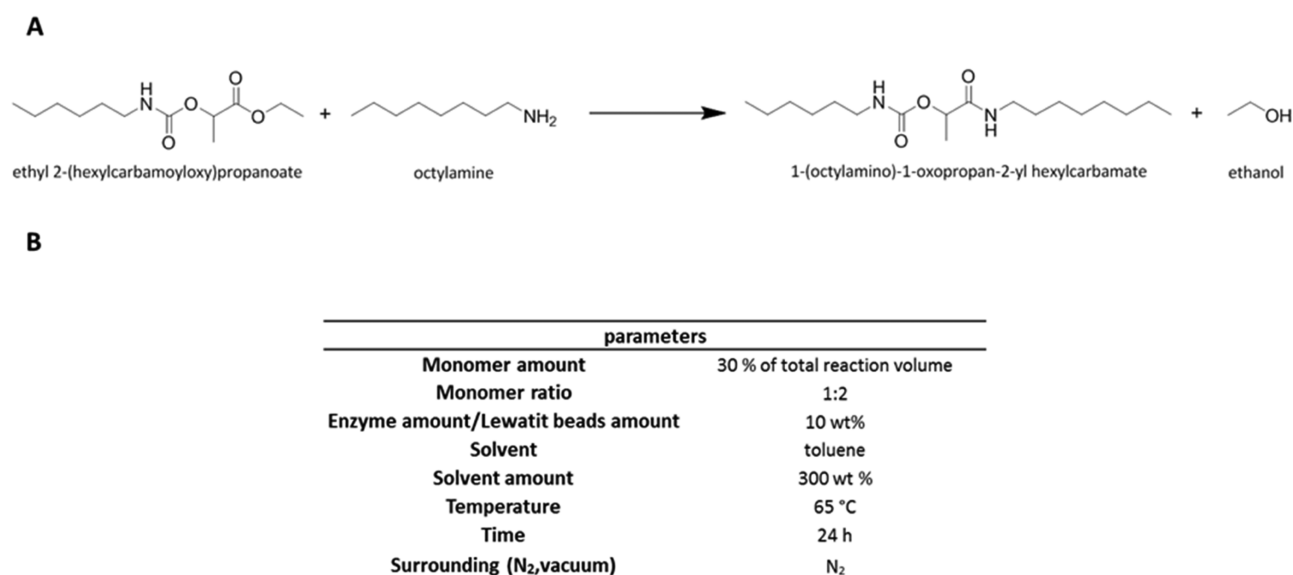 A
H
N
O
O
O
O
+
NH₂
H
N
O
O
O
N
H
+
OH
ethyl 2-(hexylcarbamoyloxy)propanoate
octylamine
1-(octylamino)-1-oxopropan-2-yl hexylcarbamate
ethanol
B
parameters
Monomer amount 30 % of total reaction volume
Monomer ratio 1:2
Enzyme amount/Lewatit beads amount 10 wt%
Solvent toluene
Solvent amount 300 wt %
Temperature 65 °C
Time 24 h
Surrounding (N₂,vacuum) N₂